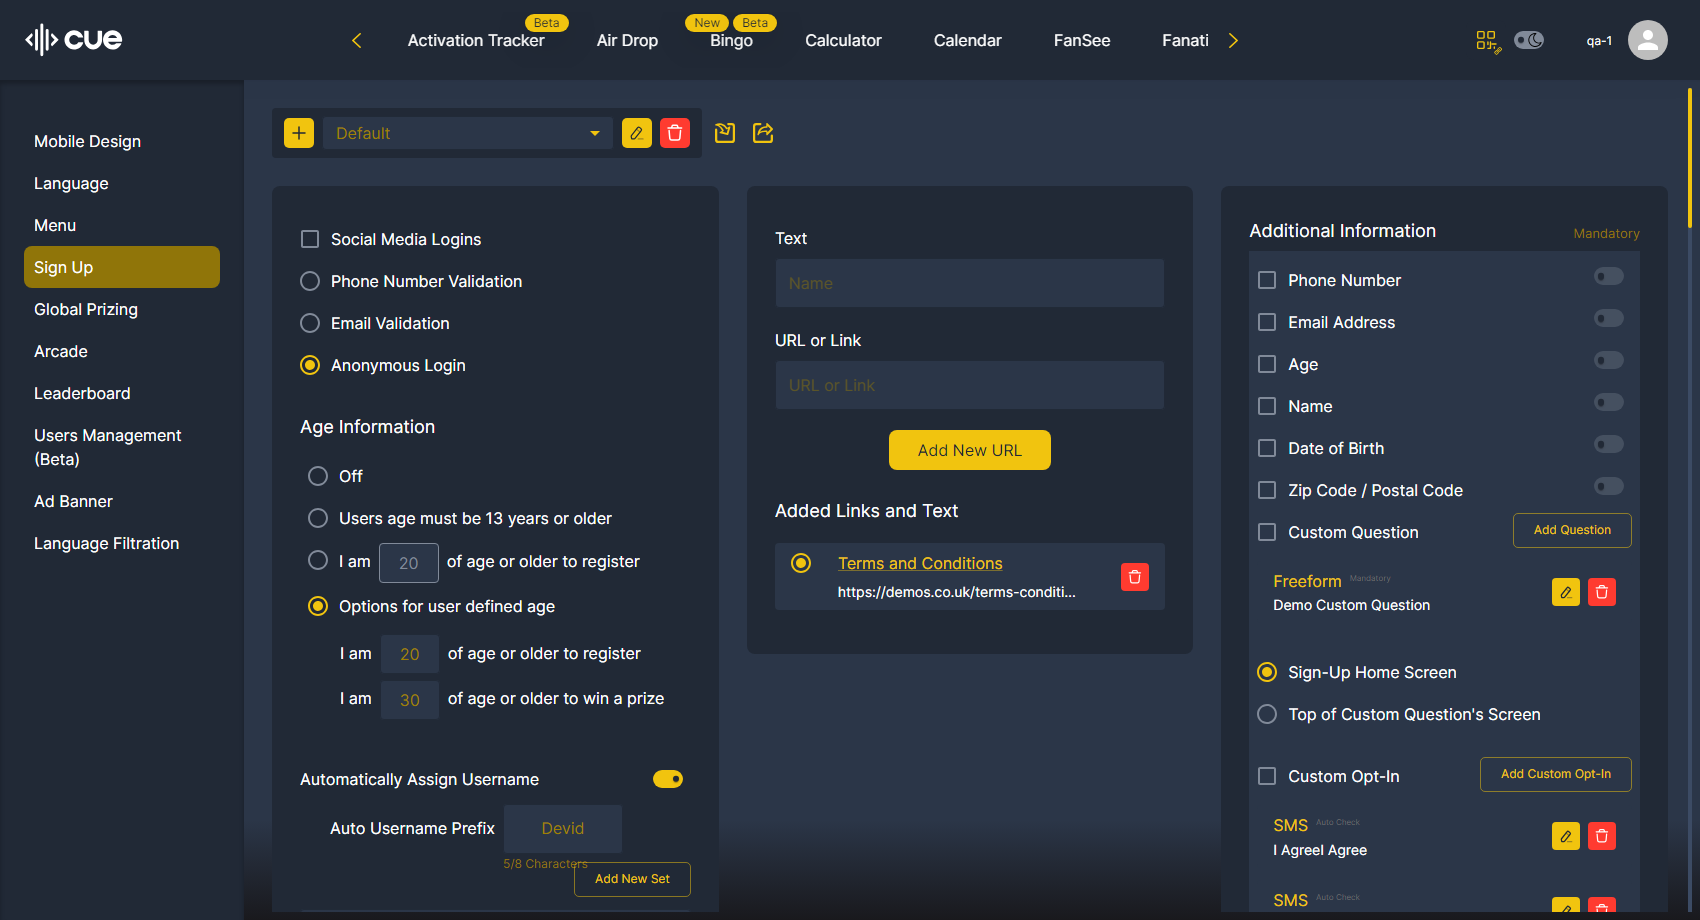 cue
Beta
New
Beta
Activation Tracker
Air Drop
Bingo
Calculator
Calendar
FanSee
Fanati
qa-1
Mobile Design
Language
Menu
Sign Up
Global Prizing
Arcade
Leaderboard
Users Management
(Beta)
Ad Banner
Language Filtration
Default
Social Media Logins
Phone Number Validation
Email Validation
Anonymous Login
Age Information
Off
Users age must be 13 years or older
I am 20 of age or older to register
Options for user defined age
I am 20 of age or older to register
I am 30 of age or older to win a prize
Automatically Assign Username
Auto Username Prefix Devid
5/8 Characters
Add New Set
Text
Name
URL or Link
URL or Link
Add New URL
Added Links and Text
Terms and Conditions
https://demos.co.uk/terms-conditi...
Additional Information Mandatory
Phone Number
Email Address
Age
Name
Date of Birth
Zip Code / Postal Code
Custom Question Add Question
Freeform Mandatory
Demo Custom Question
Sign-Up Home Screen
Top of Custom Question's Screen
Custom Opt-In Add Custom Opt-In
SMS Auto Check
I AgreeI Agree
SMS Auto Check